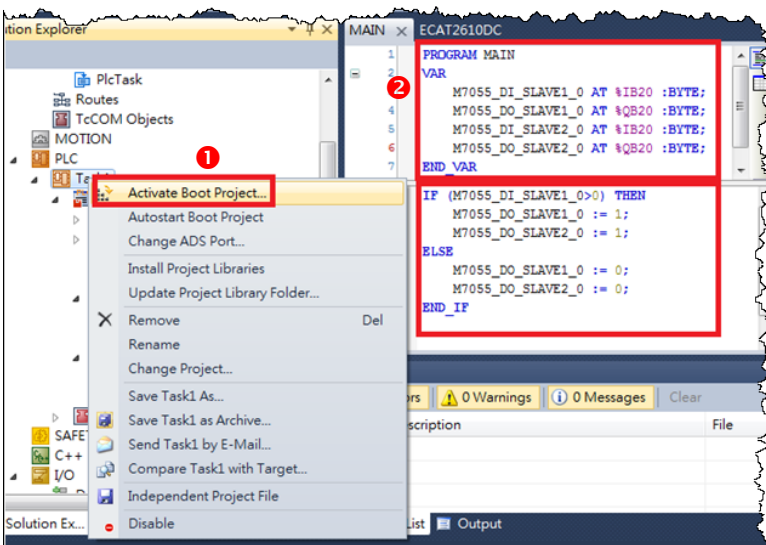 ution Explorer
MAIN
ECAT2610DC
PlcTask
Routes
TcCOM Objects
MOTION
PLC
1
Activate Boot Project...
Autostart Boot Project
Change ADS Port...
Install Project Libraries
Update Project Library Folder...
Remove Del
Rename
Change Project...
Save Task1 As...
Save Task1 as Archive...
Send Task1 by E-Mail...
Compare Task1 with Target...
Independent Project File
Disable
SAFE
C++
I/O
Solution Ex...
2
1 PROGRAM MAIN
2 VAR
M7055_DI_SLAVE1_0 AT %IB20 :BYTE;
4 M7055_DO_SLAVE1_0 AT %QB20 :BYTE;
5 M7055_DI_SLAVE2_0 AT %IB20 :BYTE;
6 M7055_DO_SLAVE2_0 AT %QB20 :BYTE;
7 END_VAR
IF (M7055_DI_SLAVE1_0>0) THEN
M7055_DO_SLAVE1_0 := 1;
M7055_DO_SLAVE2_0 := 1;
ELSE
M7055_DO_SLAVE1_0 := 0;
M7055_DO_SLAVE2_0 := 0;
END_IF
ors 0 Warnings 0 Messages Clear
scription File
List Output